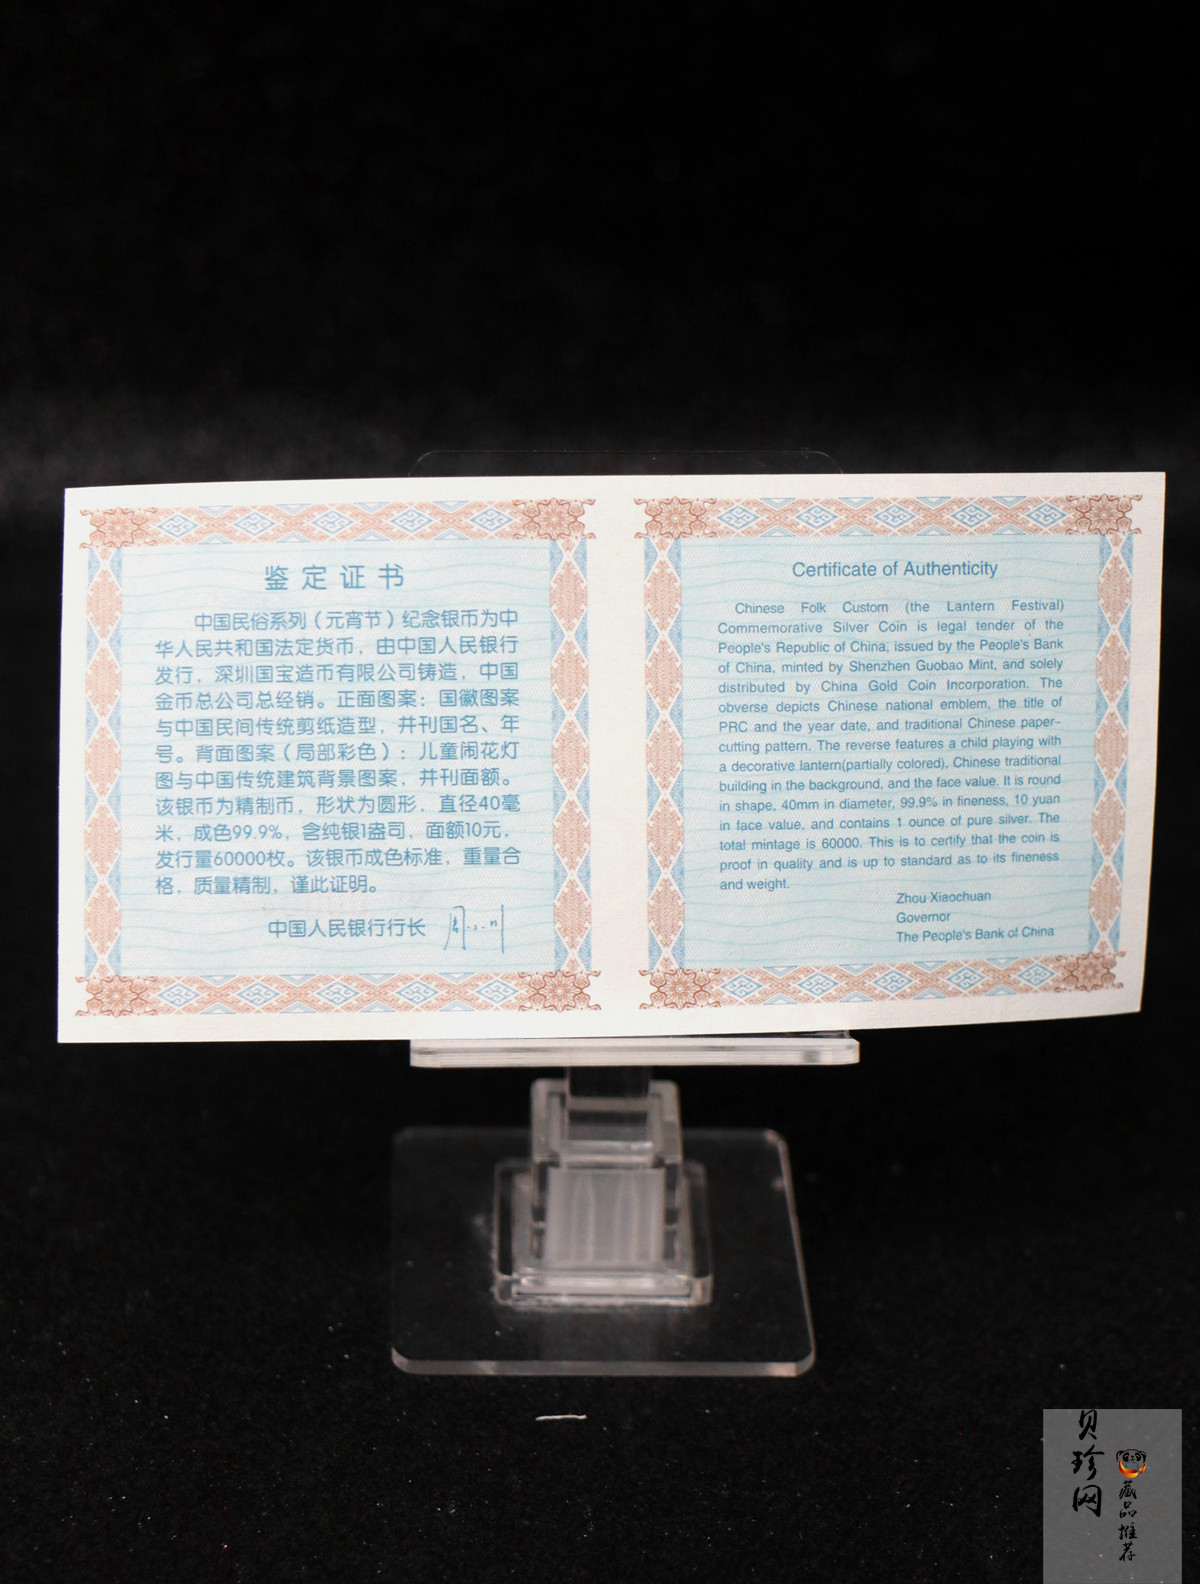 鉴定证书
中国民俗系列（元宵节）纪念银币为中
华人民共和国法定货币，由中国人民银行
发行，深圳国宝造币有限公司铸造，中国
金币总公司总经销。正面图案：国徽图案
与中国民间传统剪纸造型，并刊国名、年
号。背面图案（局部彩色）：儿童闹花灯
图与中国传统建筑背景图案，并刊面额。
该银币为精制币，形状为圆形，直径40毫
米，成色99.9%，含纯银1盎司，面额10元，
发行量60000枚。该银币成色标准，重量合
格，质量精制，谨此证明。
中国人民银行行长
Certificate of Authenticity
Chinese Folk Custom (the Lantern Festival)
Commemorative Silver Coin is legal tender of the
People's Republic of China, issued by the People's Bank
of China, minted by Shenzhen Guobao Mint, and solely
distributed by China Gold Coin Incorporation. The
obverse depicts Chinese national emblem, the title of
PRC and the year date, and traditional Chinese paper-
cutting pattern. The reverse features a child playing with
a decorative lantern(partially colored), Chinese traditional
building in the background, and the face value. It is round
in shape, 40mm in diameter, 99.9% in fineness, 10 yuan
in face value, and contains 1 ounce of pure silver. The
total mintage is 60000. This is to certify that the coin is
proof in quality and is up to standard as to its fineness
and weight.
Zhou Xiaochuan
Governor
The People's Bank of China
贝珍网
藏品推荐